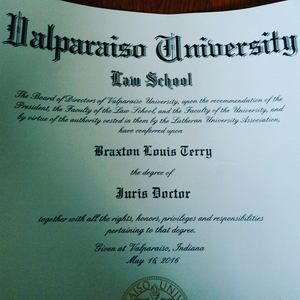 Valparaiso University
Law School
The Board of Directors of Valparaiso University, upon the recommendation of the
President, the Faculty of the Law School, and the Faculty of the University, and
by virtue of the authority vested in them by the Lutheran University Association,
have conferred upon
Braxton Louis Terry
the degree of
Juris Doctor
together with all the rights, honors, privileges and responsibilities
pertaining to that degree.
Given at Valparaiso, Indiana
May 16, 2016